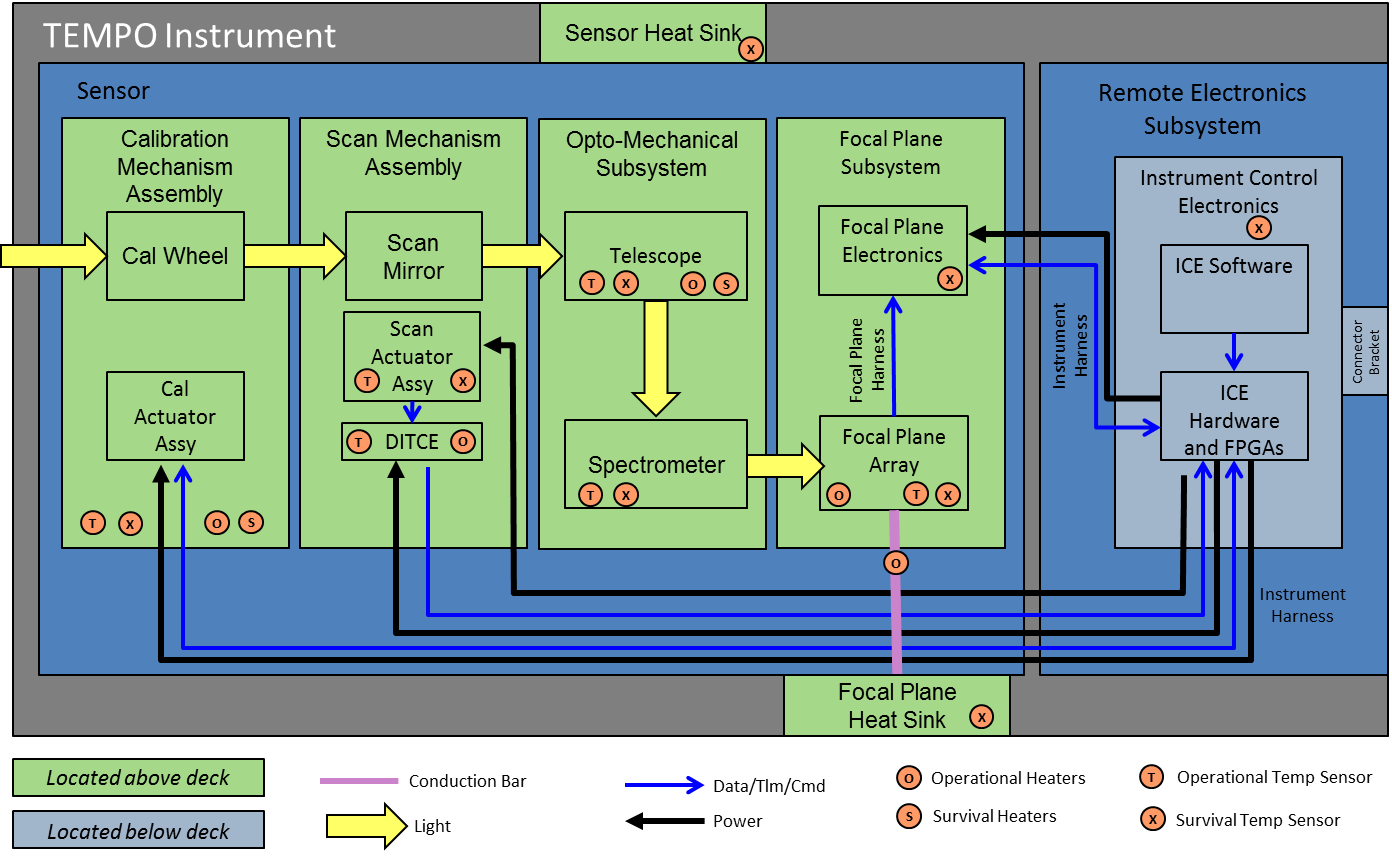 TEMPO Instrument
Sensor Heat Sink
X
Sensor
Remote Electronics
Subsystem
Calibration
Mechanism
Assembly
Cal Wheel
Cal
Actuator
Assy
T X O S
Scan Mechanism
Assembly
Scan
Mirror
Scan
Actuator
Assy
T X
T DITCE O
Opto-Mechanical
Subsystem
Telescope
T X O S
Spectrometer
T X
Focal Plane
Subsystem
Focal Plane
Electronics
X
Focal Plane
Harness
Focal Plane
Array
O T X
O
Instrument
Harness
Instrument Control
Electronics
X
ICE Software
ICE
Hardware
and FPGAs
Connector
Bracket
Instrument
Harness
Focal Plane
Heat Sink
X
Located above deck
Located below deck
Conduction Bar
Light
Data/Tlm/Cmd
Power
O Operational Heaters
S Survival Heaters
T Operational Temp Sensor
X Survival Temp Sensor